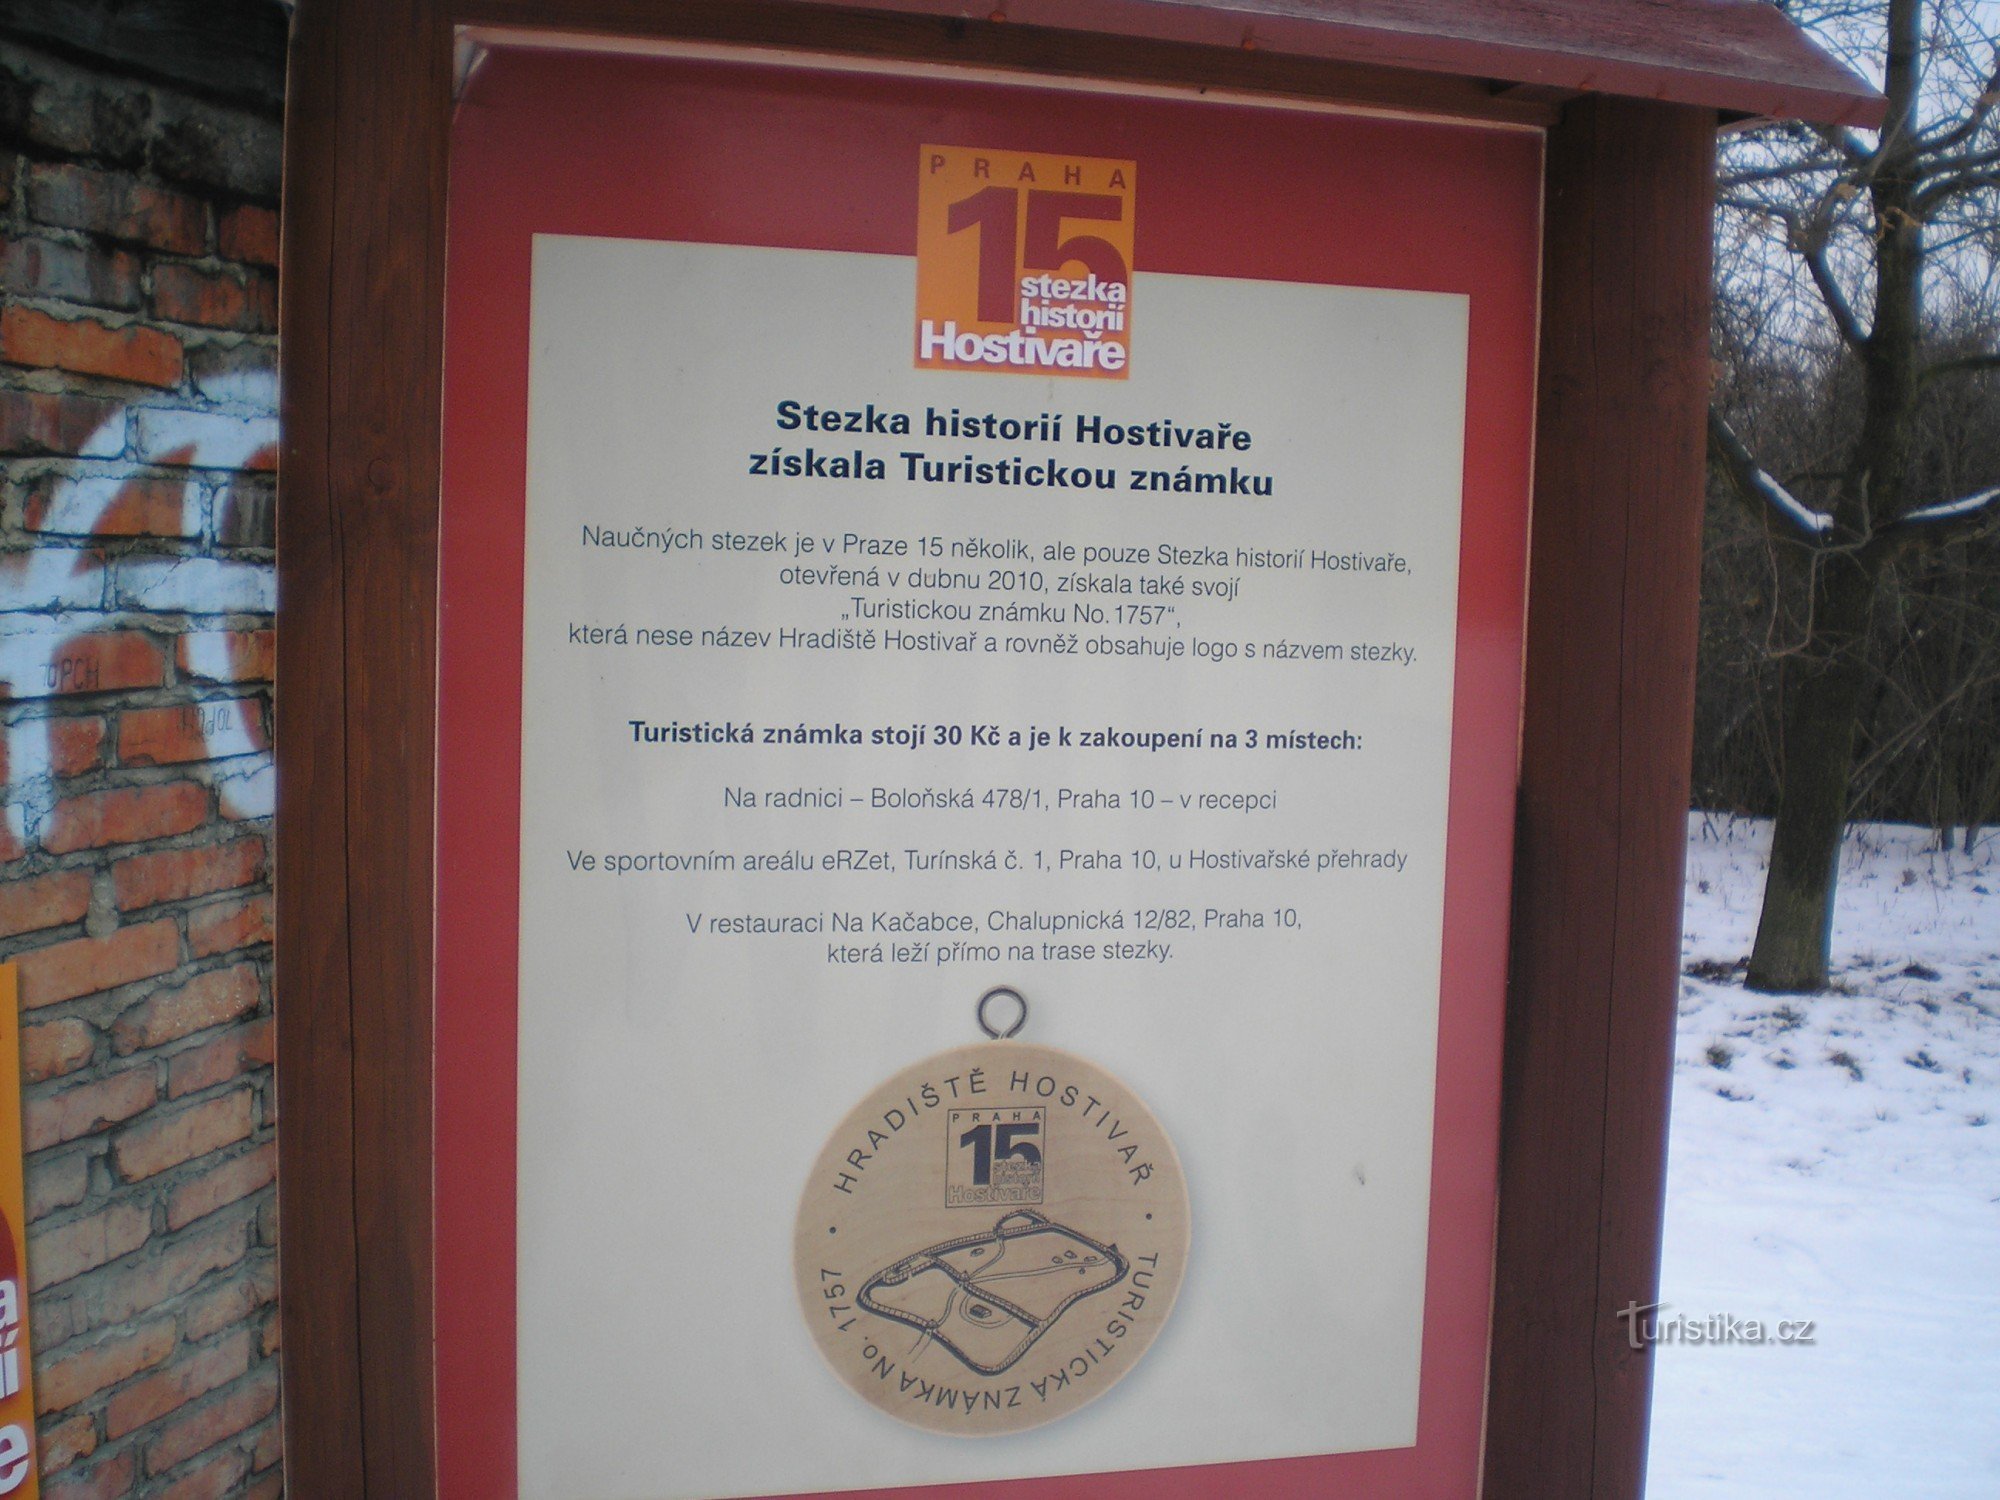 PRAHA
15
stezka
historií
Hostivaře
Stezka historií Hostivaře
získala Turistickou známku
Naučných stezek je v Praze 15 několik, ale pouze Stezka historií Hostivaře,
otevřená v dubnu 2010, získala také svojí
„Turistickou známku No. 1757“,
která nese název Hradiště Hostivař a rovněž obsahuje logo s názvem stezky.
Turistická známka stojí 30 Kč a je k zakoupení na 3 místech:
Na radnici – Boloňská 478/1, Praha 10 – v recepci
Ve sportovním areálu eRZet, Turínská č. 1, Praha 10, u Hostivařské přehrady
V restauraci Na Kačabce, Chalupnická 12/82, Praha 10,
která leží přímo na trase stezky.
HRADIŠTĚ HOSTIVAŘ
PRAHA
15
stezka
historií
Hostivaře
• TURISTICKÁ ZNÁMKA No. 1757 •
Turistika.cz